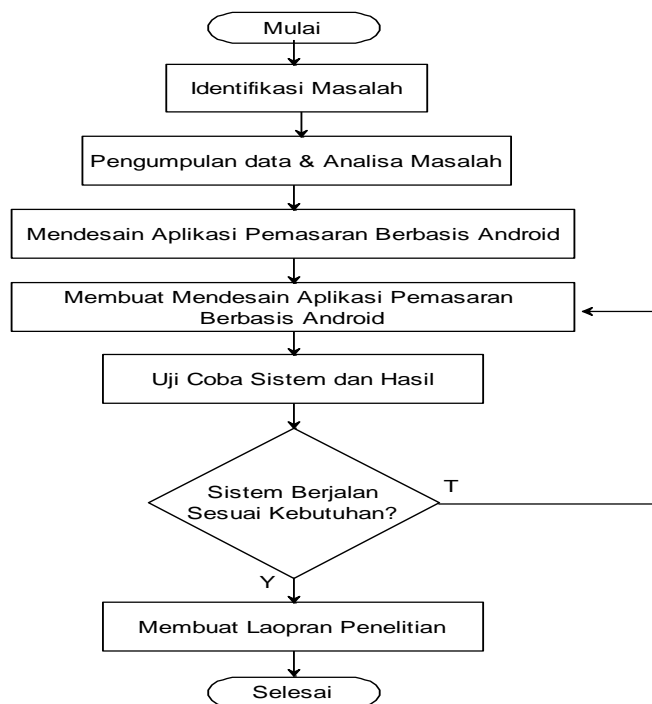 Mulai
Identifikasi Masalah
Pengumpulan data & Analisa Masalah
Mendesain Aplikasi Pemasaran Berbasis Android
Membuat Mendesain Aplikasi Pemasaran
Berbasis Android
Uji Coba Sistem dan Hasil
Sistem Berjalan
Sesuai Kebutuhan?
T
Y
Membuat Laopran Penelitian
Selesai